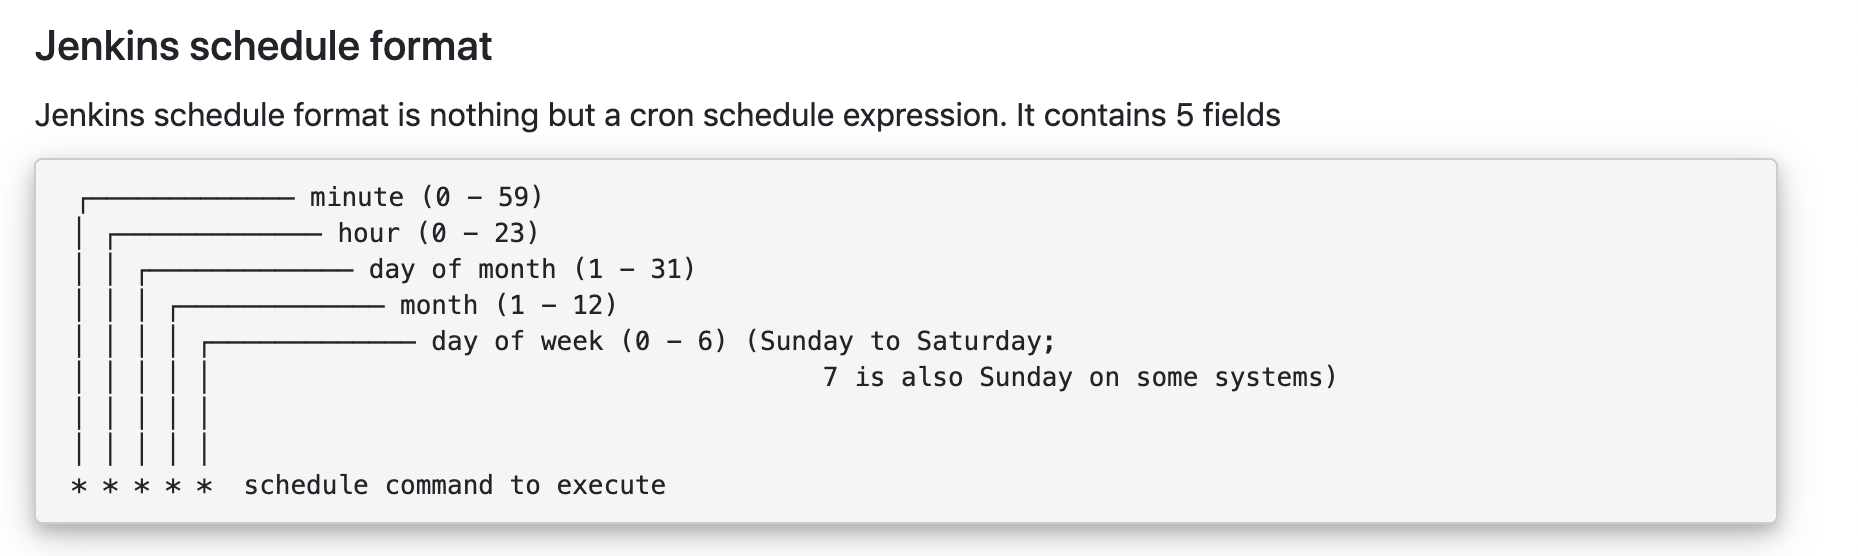 Jenkins schedule format
Jenkins schedule format is nothing but a cron schedule expression. It contains 5 fields
minute (0 – 59)
hour (0 – 23)
day of month (1 – 31)
month (1 – 12)
day of week (0 – 6) (Sunday to Saturday;
7 is also Sunday on some systems)
* * * * * schedule command to execute